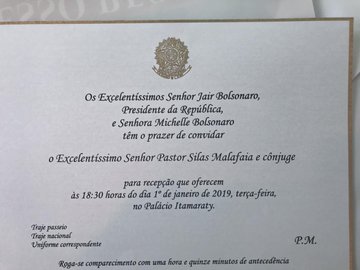 Os Excelentíssimos Senhor Jair Bolsonaro,
Presidente da República,
e Senhora Michelle Bolsonaro
têm o prazer de convidar
o Excelentíssimo Senhor Pastor Silas Malafaia e cônjuge
para recepção que oferecem
às 18:30 horas do dia 1º de janeiro de 2019, terça-feira,
no Palácio Itamaraty.
Traje passeio
Traje nacional
Uniforme correspondente
P.M.
Roga-se comparecimento com uma hora e quinze minutos de antecedência